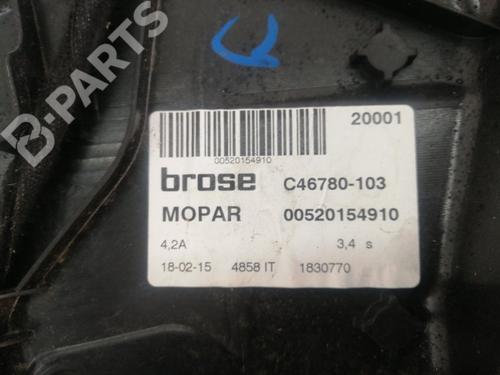 B-PARTS
20001
00520154910
brose C46780-103
MOPAR 00520154910
4,2A 3,4 s
18-02-15 4858 IT 1830770